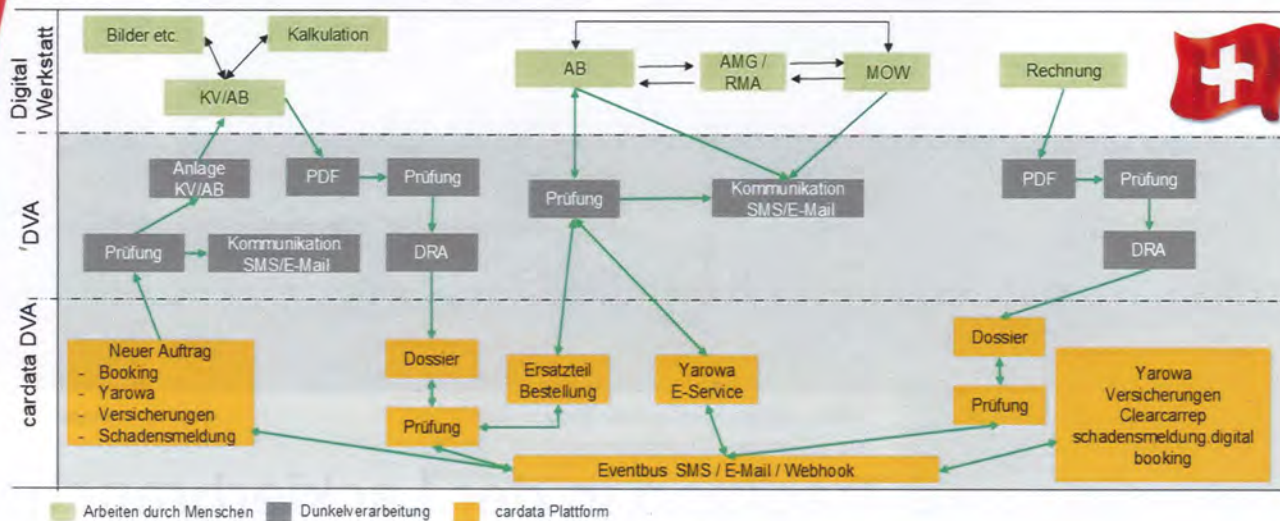 Digital
Werkstatt
Bilder etc.
Kalkulation
KV/AB
AB
AMG /
RMA
MOW
Rechnung
'DVA
Anlage
KV/AB
PDF
Prüfung
Prüfung
Kommunikation
SMS/E-Mail
PDF
Prüfung
Prüfung
Kommunikation
SMS/E-Mail
DRA
DRA
cardata DVA
Neuer Auftrag
- Booking
- Yarowa
- Versicherungen
- Schadensmeldung
Dossier
Prüfung
Ersatzteil
Bestellung
Yarowa
E-Service
Dossier
Prüfung
Yarowa
Versicherungen
Clearcarrep
schadensmeldung.digital
booking
Eventbus SMS / E-Mail / Webhook
Arbeiten durch Menschen
Dunkelverarbeitung
cardata Plattform